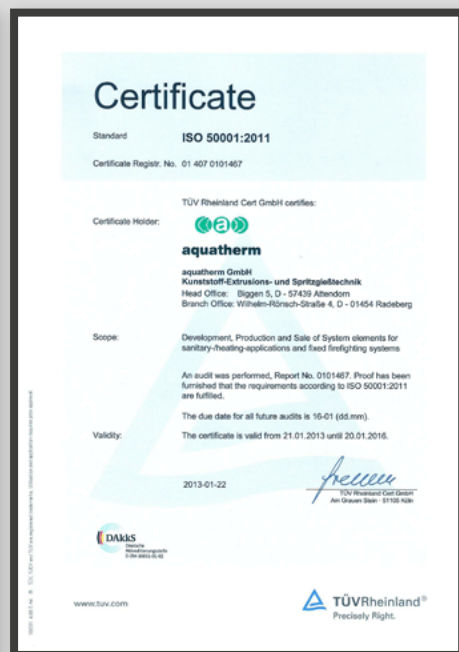 Certificate
Standard ISO 50001:2011
Certificate Registr. No. 01 407 0101467
TÜV Rheinland Cert GmbH certifies:
Certificate Holder:
a
aquatherm
aquatherm GmbH
Kunststoff-Extrusions- und Spritzgießtechnik
Head Office: Biggen 5, D - 57439 Attendorn
Branch Office: Wilhelm-Rönsch-Straße 4, D - 01454 Radeberg
Scope: Development, Production and Sale of System elements for
sanitary-/heating-applications and fixed firefighting systems
An audit was performed, Report No. 0101467. Proof has been
furnished that the requirements according to ISO 50001:2011
are fulfilled.
The due date for all future audits is 16-01 (dd.mm).
Validity: The certificate is valid from 21.01.2013 until 20.01.2016.
2013-01-22
TÜV Rheinland Cert GmbH
Am Grauen Stein · 51105 Köln
DAkkS
Deutsche
Akkreditierungsstelle
www.tuv.com
TÜVRheinland®
Precisely Right.